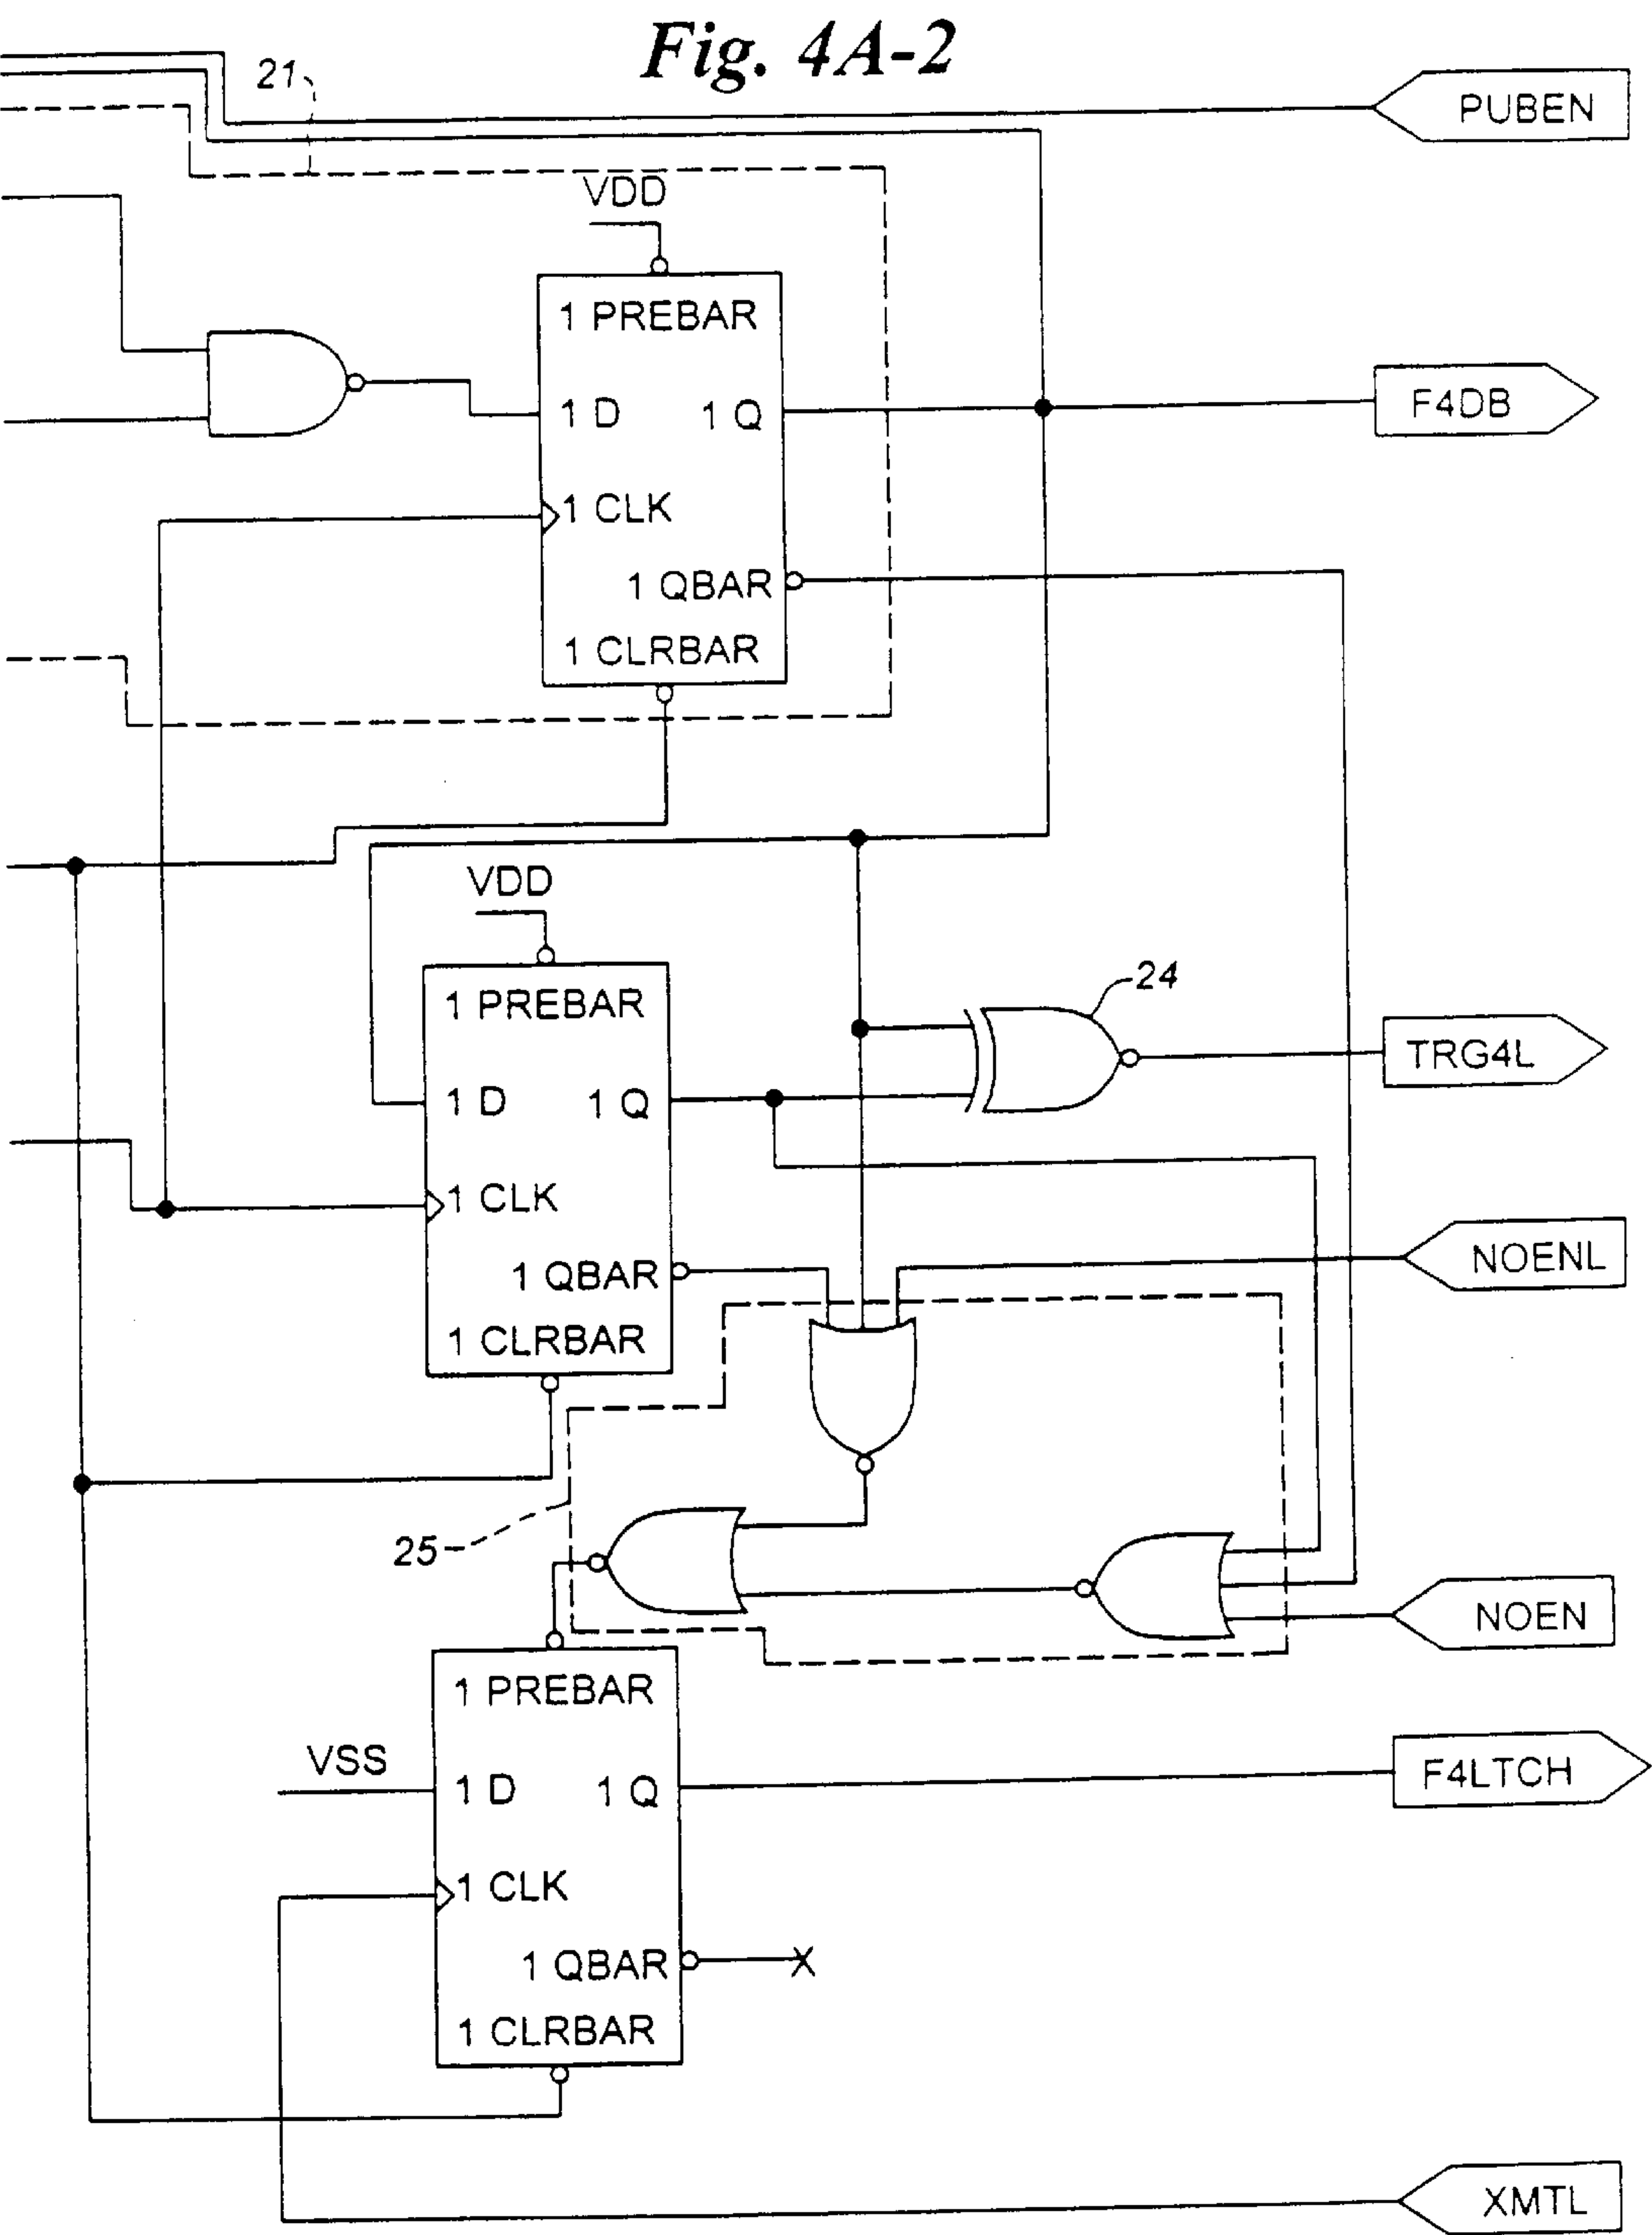 Fig. 4A-2
21
PUBEN
VDD
1 PREBAR
1 D 1 Q
F4DB
1 CLK
1 QBAR
1 CLRBAR
VDD
24
1 PREBAR
TRG4L
1 D 1 Q
1 CLK
NOENL
1 QBAR
1 CLRBAR
25
NOEN
1 PREBAR
VSS
1 D 1 Q
F4LTCH
1 CLK
1 QBAR X
1 CLRBAR
XMTL